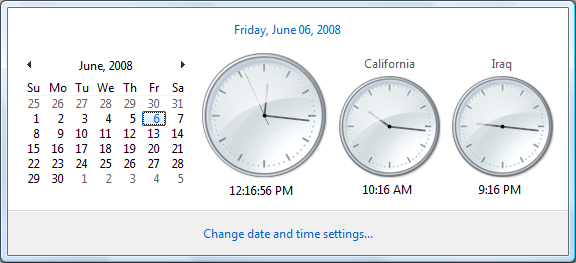 Friday, June 06, 2008
June, 2008
Su Mo Tu We Th Fr Sa
25 26 27 28 29 30 31
1 2 3 4 5 6 7
8 9 10 11 12 13 14
15 16 17 18 19 20 21
22 23 24 25 26 27 28
29 30 1 2 3 4 5
12:16:56 PM
California
10:16 AM
Iraq
9:16 PM
Change date and time settings...